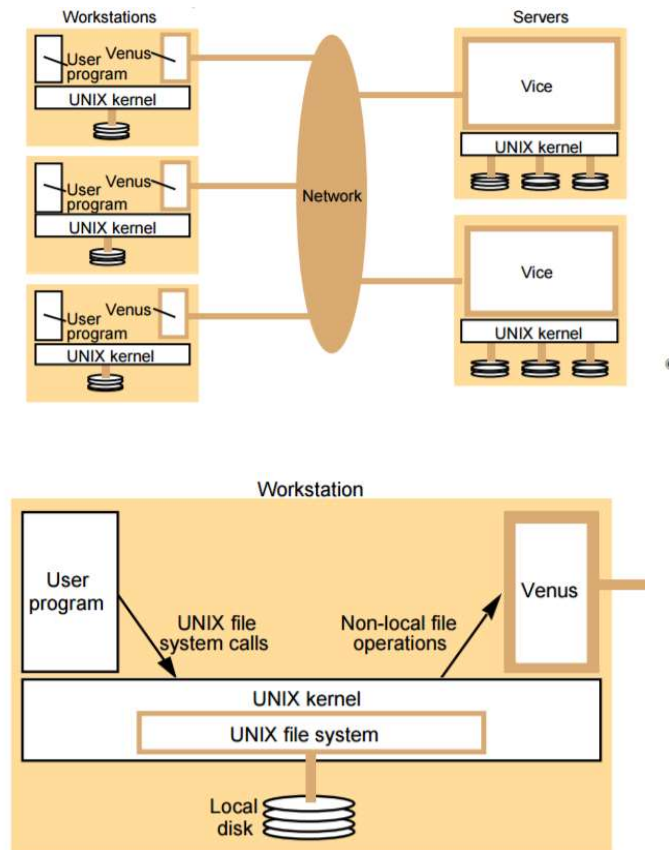 Workstations
Servers
User
program
Venus
UNIX kernel
Vice
UNIX kernel
User
program
Venus
UNIX kernel
Network
Vice
UNIX kernel
User
program
Venus
UNIX kernel
Workstation
User
program
UNIX file
system calls
Non-local file
operations
Venus
UNIX kernel
UNIX file system
Local
disk